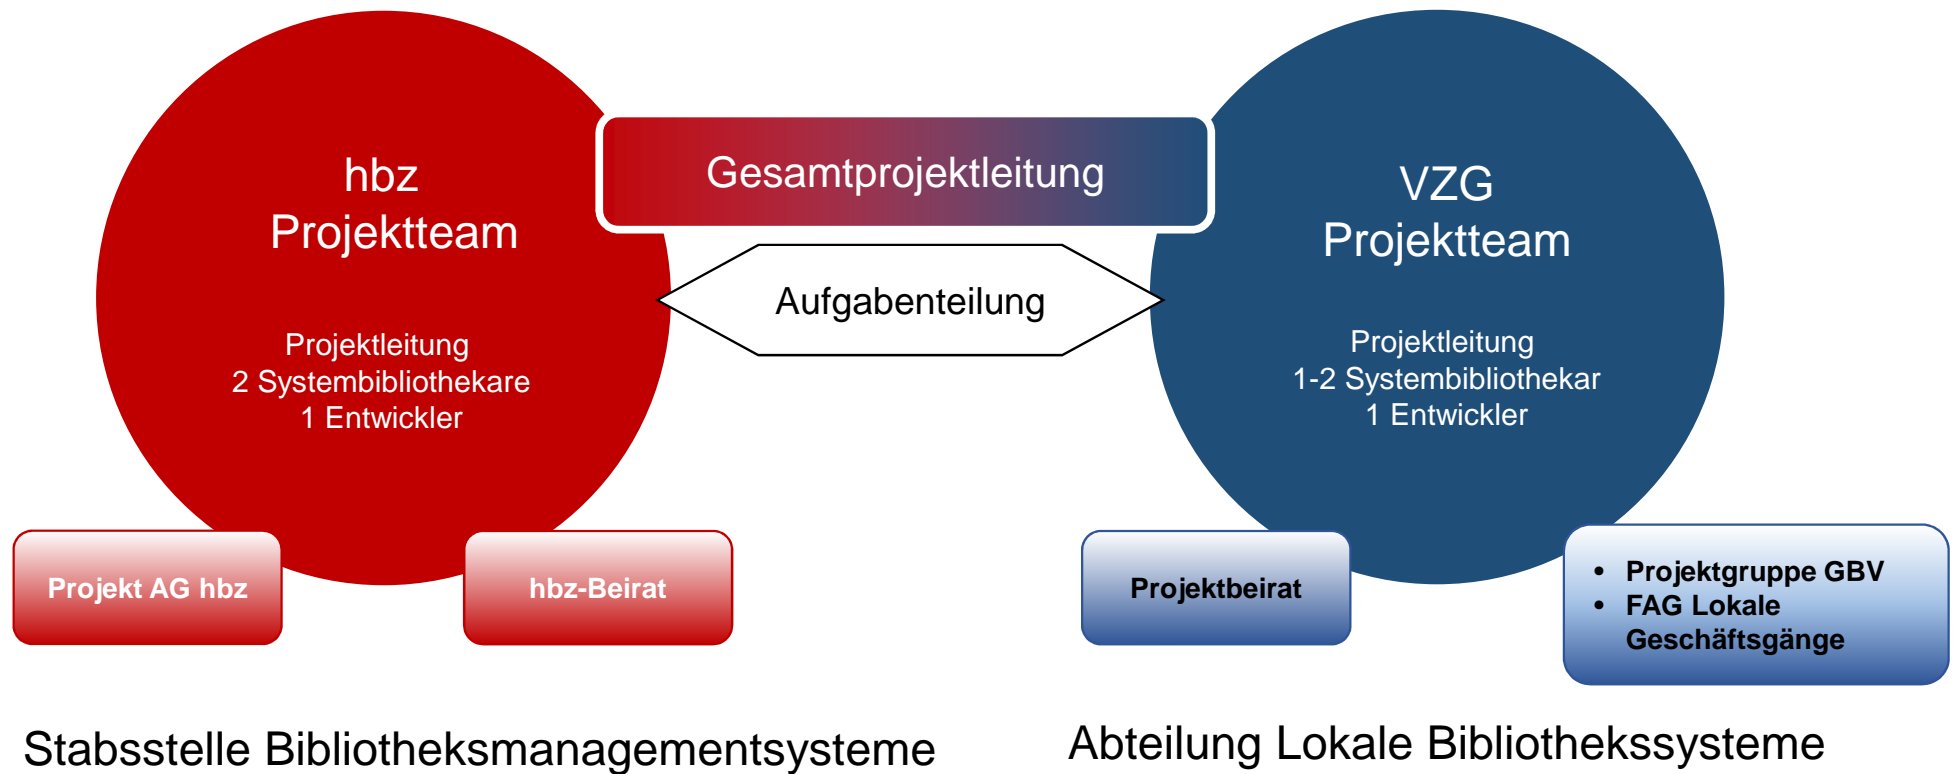 hbz
Projektteam
Projektleitung
2 Systembibliothekare
1 Entwickler
Gesamtprojektleitung
Aufgabenteilung
VZG
Projektteam
Projektleitung
1-2 Systembibliothekar
1 Entwickler
Projekt AG hbz
hbz-Beirat
Projektbeirat
• Projektgruppe GBV
• FAG Lokale
Geschäftsgänge
Stabsstelle Bibliotheksmanagementsysteme
Abteilung Lokale Bibliothekssysteme